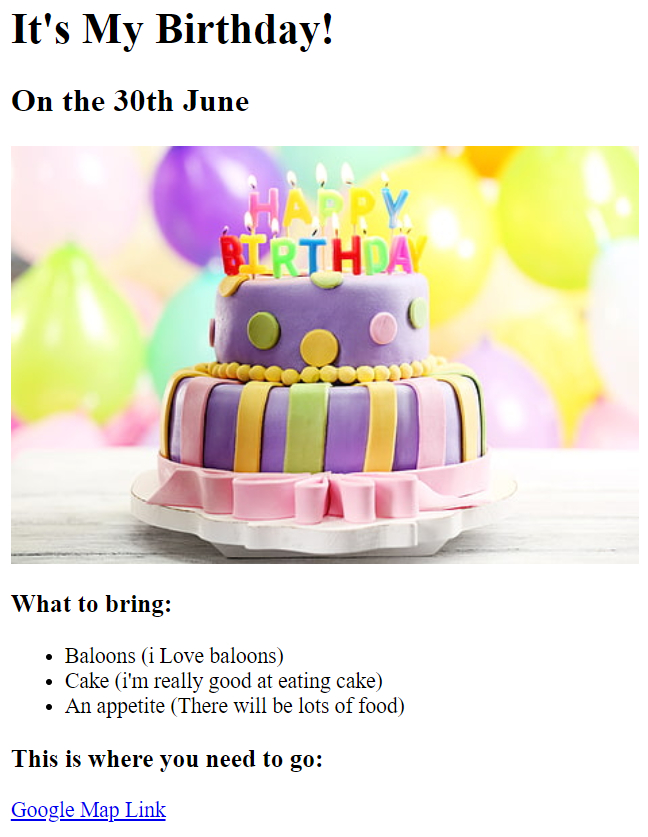 It's My Birthday!
On the 30th June
HAPPY
BIRTHDAY
What to bring:
Baloons (i Love baloons)
Cake (i'm really good at eating cake)
An appetite (There will be lots of food)
This is where you need to go:
Google Map Link